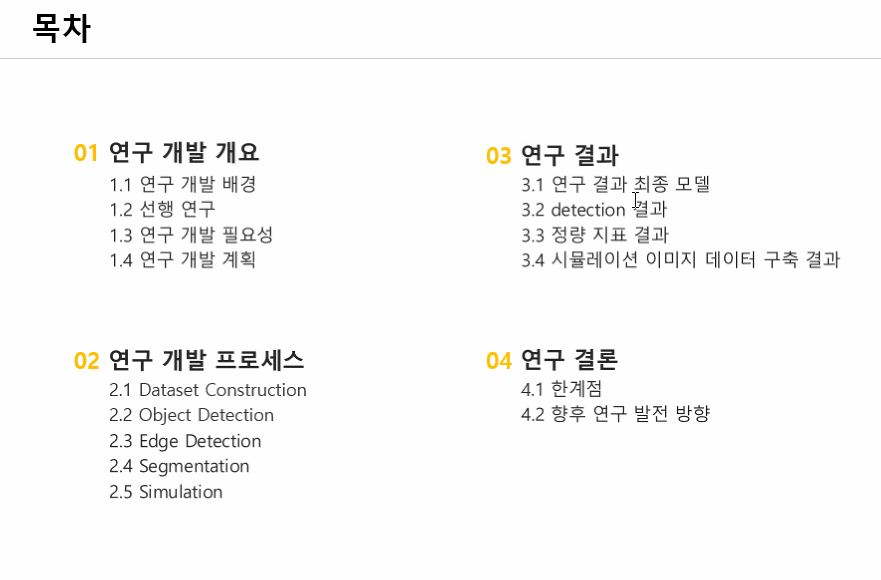 목차
01 연구 개발 개요
1.1 연구 개발 배경
1.2 선행 연구
1.3 연구 개발 필요성
1.4 연구 개발 계획
02 연구 개발 프로세스
2.1 Dataset Construction
2.2 Object Detection
2.3 Edge Detection
2.4 Segmentation
2.5 Simulation
03 연구 결과
3.1 연구 결과 최종 모델
3.2 detection 결과
3.3 정량 지표 결과
3.4 시뮬레이션 이미지 데이터 구축 결과
04 연구 결론
4.1 한계점
4.2 향후 연구 발전 방향